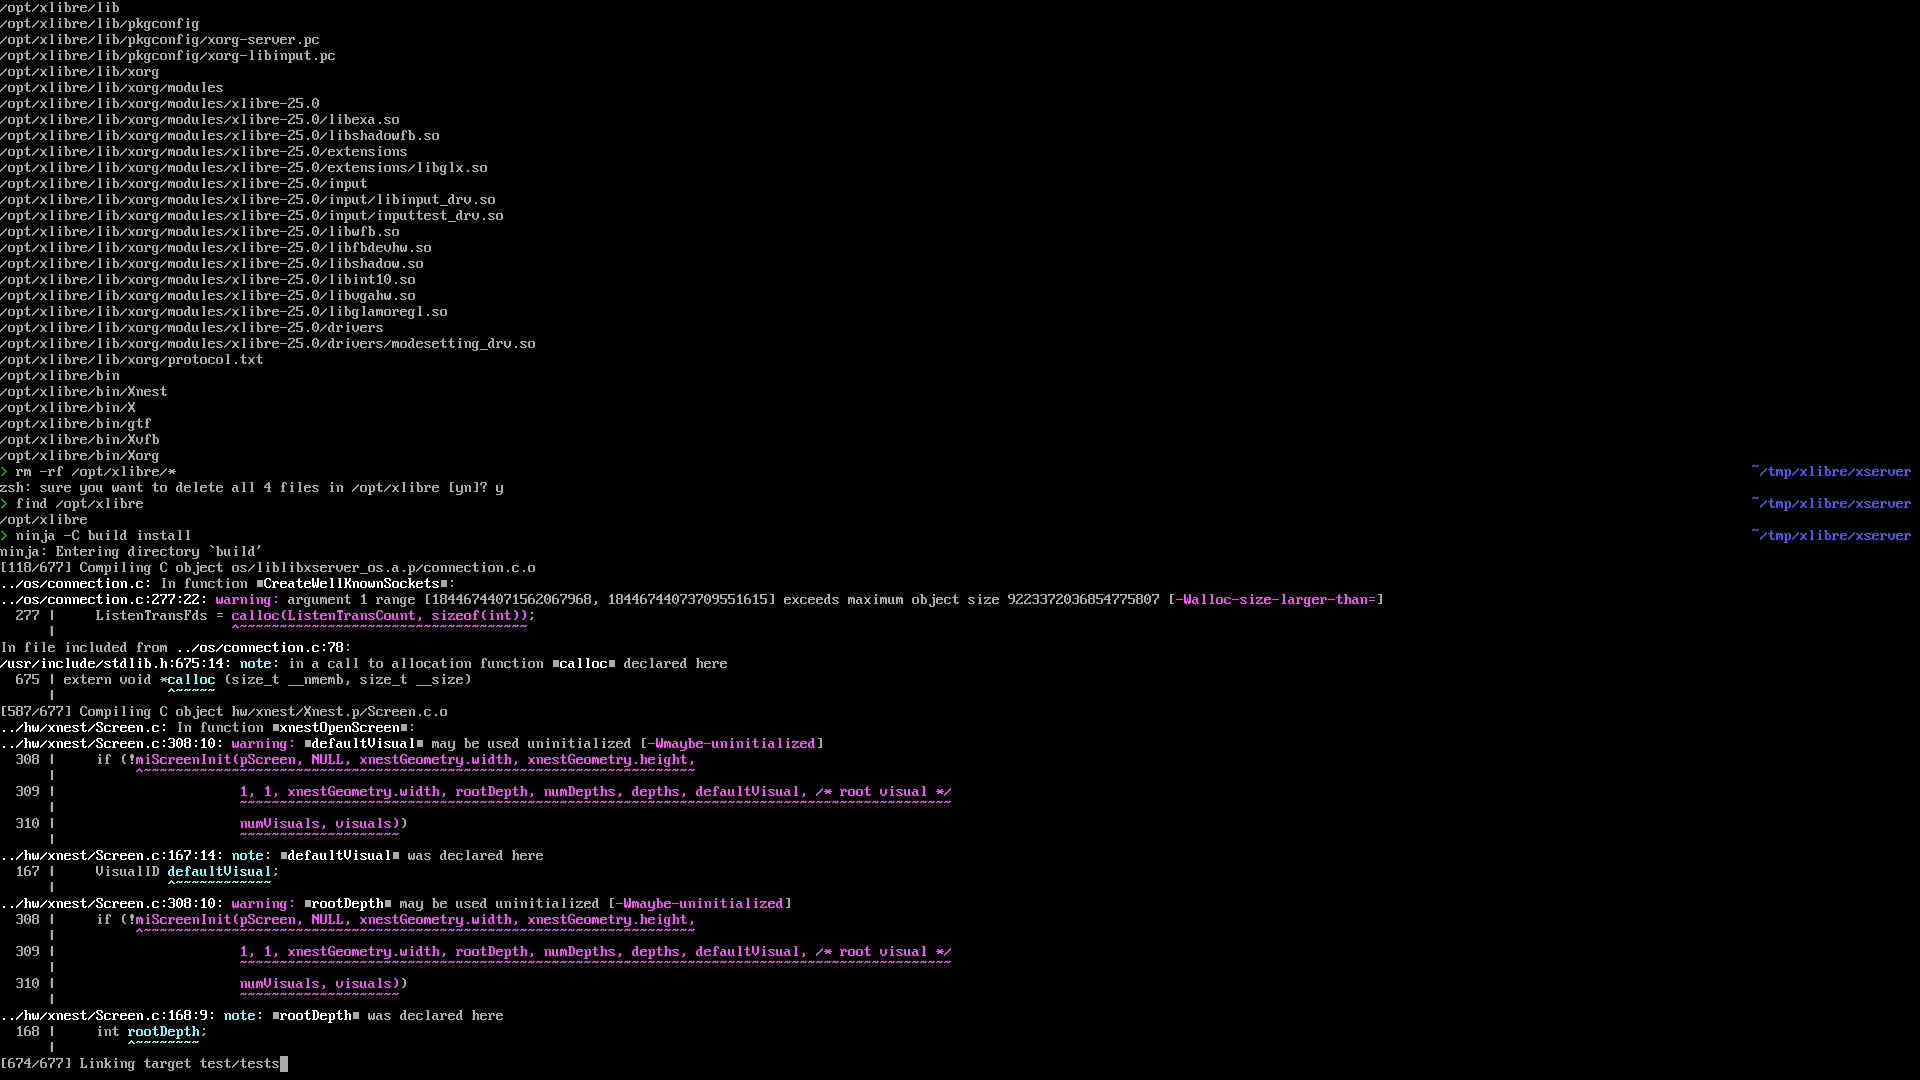 /opt/xlibre/lib
/opt/xlibre/lib/pkgconfig
/opt/xlibre/lib/pkgconfig/xorg-server.pc
/opt/xlibre/lib/pkgconfig/xorg-libinput.pc
/opt/xlibre/lib/xorg
/opt/xlibre/lib/xorg/modules
/opt/xlibre/lib/xorg/modules/xlibre-25.0
/opt/xlibre/lib/xorg/modules/xlibre-25.0/libexa.so
/opt/xlibre/lib/xorg/modules/xlibre-25.0/libshadowfb.so
/opt/xlibre/lib/xorg/modules/xlibre-25.0/extensions
/opt/xlibre/lib/xorg/modules/xlibre-25.0/extensions/libglx.so
/opt/xlibre/lib/xorg/modules/xlibre-25.0/input
/opt/xlibre/lib/xorg/modules/xlibre-25.0/input/libinput_drv.so
/opt/xlibre/lib/xorg/modules/xlibre-25.0/input/inputtest_drv.so
/opt/xlibre/lib/xorg/modules/xlibre-25.0/libwfb.so
/opt/xlibre/lib/xorg/modules/xlibre-25.0/libfbdevhw.so
/opt/xlibre/lib/xorg/modules/xlibre-25.0/libshadow.so
/opt/xlibre/lib/xorg/modules/xlibre-25.0/libint10.so
/opt/xlibre/lib/xorg/modules/xlibre-25.0/libvgahw.so
/opt/xlibre/lib/xorg/modules/xlibre-25.0/libglamoregl.so
/opt/xlibre/lib/xorg/modules/xlibre-25.0/drivers
/opt/xlibre/lib/xorg/modules/xlibre-25.0/drivers/modesetting_drv.so
/opt/xlibre/lib/xorg/protocol.txt
/opt/xlibre/bin
/opt/xlibre/bin/Xnest
/opt/xlibre/bin/X
/opt/xlibre/bin/gtf
/opt/xlibre/bin/Xvfb
/opt/xlibre/bin/Xorg
> rm -rf /opt/xlibre/* ~/tmp/xlibre/xserver
zsh: sure you want to delete all 4 files in /opt/xlibre [yn]? y
> find /opt/xlibre ~/tmp/xlibre/xserver
/opt/xlibre
> ninja -C build install ~/tmp/xlibre/xserver
ninja: Entering directory `build'
[118/677] Compiling C object os/liblibxserver_os.a.p/connection.c.o
../os/connection.c: In function ■CreateWellKnownSockets■:
../os/connection.c:277:22: warning: argument 1 range [18446744071562067968, 18446744073709551615] exceeds maximum object size 9223372036854775807 [-Walloc-size-larger-than=]
277 |     ListenTransFds = calloc(ListenTransCount, sizeof(int));
|                      ^~~~~~~~~~~~~~~~~~~~~~~~~~~~~~~~~~~~~
In file included from ../os/connection.c:78:
/usr/include/stdlib.h:675:14: note: in a call to allocation function ■calloc■ declared here
675 | extern void *calloc (size_t __nmemb, size_t __size)
|              ^~~~~~
[587/677] Compiling C object hw/xnest/Xnest.p/Screen.c.o
../hw/xnest/Screen.c: In function ■xnestOpenScreen■:
../hw/xnest/Screen.c:308:10: warning: ■defaultVisual■ may be used uninitialized [-Wmaybe-uninitialized]
308 |     if (!miScreenInit(pScreen, NULL, xnestGeometry.width, xnestGeometry.height,
|          ^~~~~~~~~~~~~~~~~~~~~~~~~~~~~~~~~~~~~~~~~~~~~~~~~~~~~~~~~~~~~~~~~~~~~~
309 |                       1, 1, xnestGeometry.width, rootDepth, numDepths, depths, defaultVisual, /* root visual */
|                       ~~~~~~~~~~~~~~~~~~~~~~~~~~~~~~~~~~~~~~~~~~~~~~~~~~~~~~~~~~~~~~~~~~~~~~~~~~~~~~~~~~~~~~~~~
310 |                       numVisuals, visuals))
|                       ~~~~~~~~~~~~~~~~~~~~
../hw/xnest/Screen.c:167:14: note: ■defaultVisual■ was declared here
167 |     VisualID defaultVisual;
|              ^~~~~~~~~~~~~
../hw/xnest/Screen.c:308:10: warning: ■rootDepth■ may be used uninitialized [-Wmaybe-uninitialized]
308 |     if (!miScreenInit(pScreen, NULL, xnestGeometry.width, xnestGeometry.height,
|          ^~~~~~~~~~~~~~~~~~~~~~~~~~~~~~~~~~~~~~~~~~~~~~~~~~~~~~~~~~~~~~~~~~~~~~
309 |                       1, 1, xnestGeometry.width, rootDepth, numDepths, depths, defaultVisual, /* root visual */
|                       ~~~~~~~~~~~~~~~~~~~~~~~~~~~~~~~~~~~~~~~~~~~~~~~~~~~~~~~~~~~~~~~~~~~~~~~~~~~~~~~~~~~~~~~~~
310 |                       numVisuals, visuals))
|                       ~~~~~~~~~~~~~~~~~~~~
../hw/xnest/Screen.c:168:9: note: ■rootDepth■ was declared here
168 |     int rootDepth;
|         ^~~~~~~~~
[674/677] Linking target test/tests